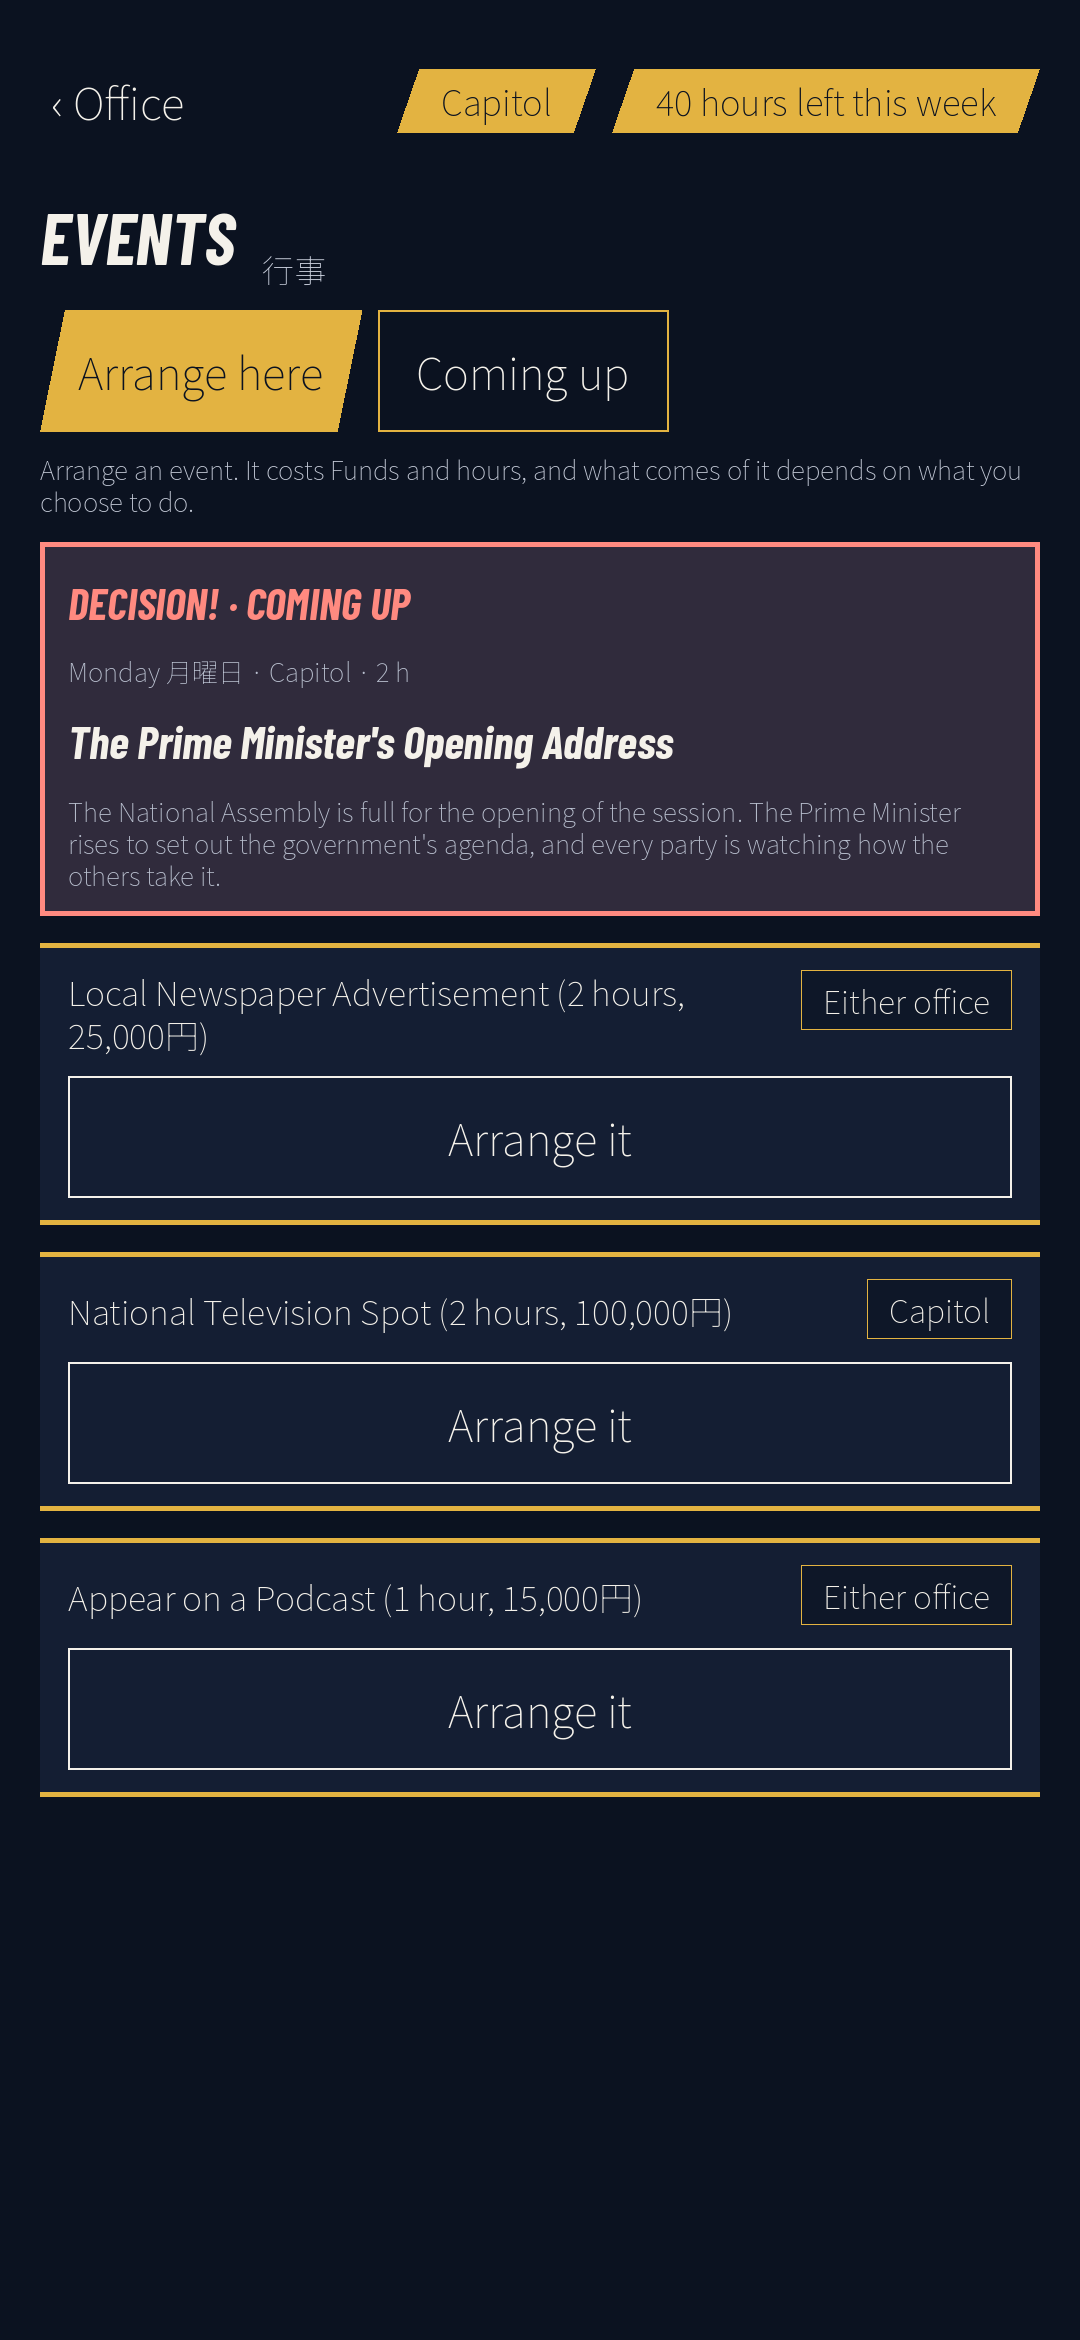 ‹ Office
Capitol
40 hours left this week
EVENTS 行事
Arrange here
Coming up
Arrange an event. It costs Funds and hours, and what comes of it depends on what you
choose to do.
DECISION! · COMING UP
Monday 月曜日 · Capitol · 2 h
The Prime Minister's Opening Address
The National Assembly is full for the opening of the session. The Prime Minister
rises to set out the government's agenda, and every party is watching how the
others take it.
Local Newspaper Advertisement (2 hours,
25,000円)
Either office
Arrange it
National Television Spot (2 hours, 100,000円)
Capitol
Arrange it
Appear on a Podcast (1 hour, 15,000円)
Either office
Arrange it